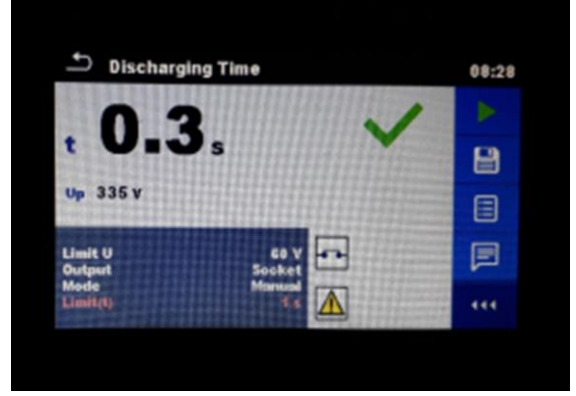 Discharging Time 08:28
t 0.3 s
Up 335 V
Limit U 60 V
Output Socket
Mode Manual
Limit(t) 1 s